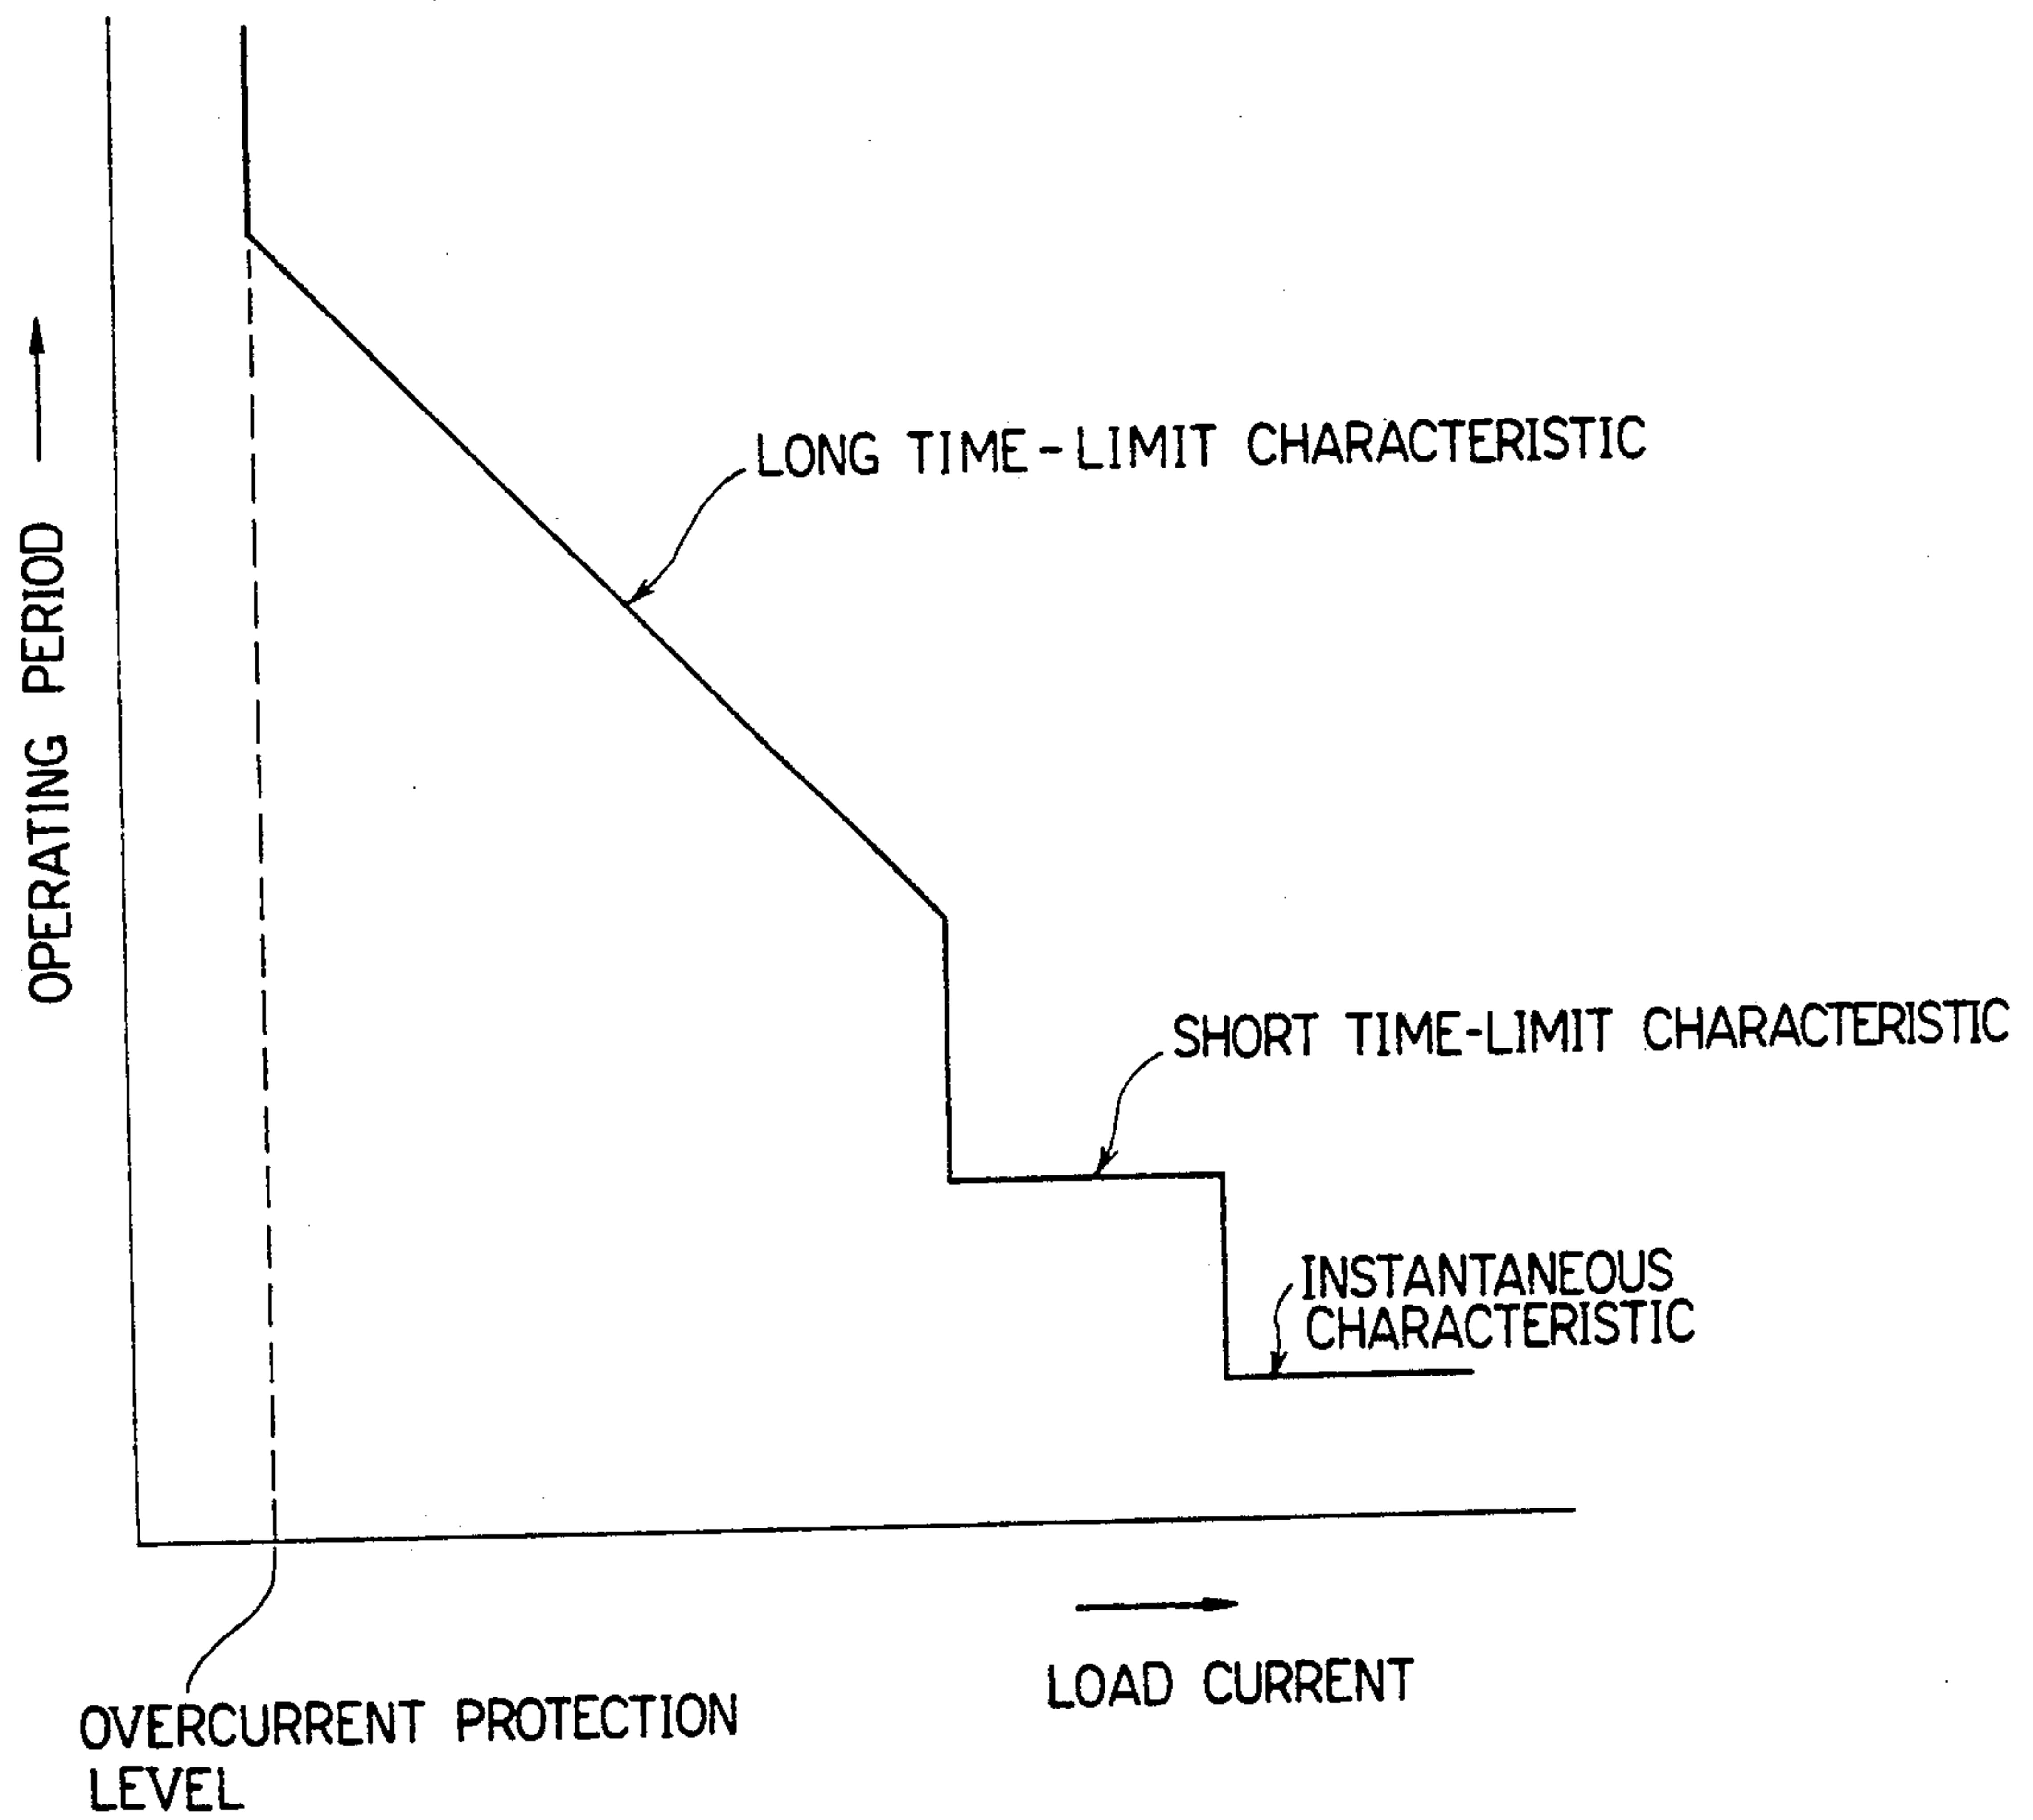 OPERATING PERIOD
LONG TIME-LIMIT CHARACTERISTIC
SHORT TIME-LIMIT CHARACTERISTIC
INSTANTANEOUS
CHARACTERISTIC
LOAD CURRENT
OVERCURRENT PROTECTION
LEVEL